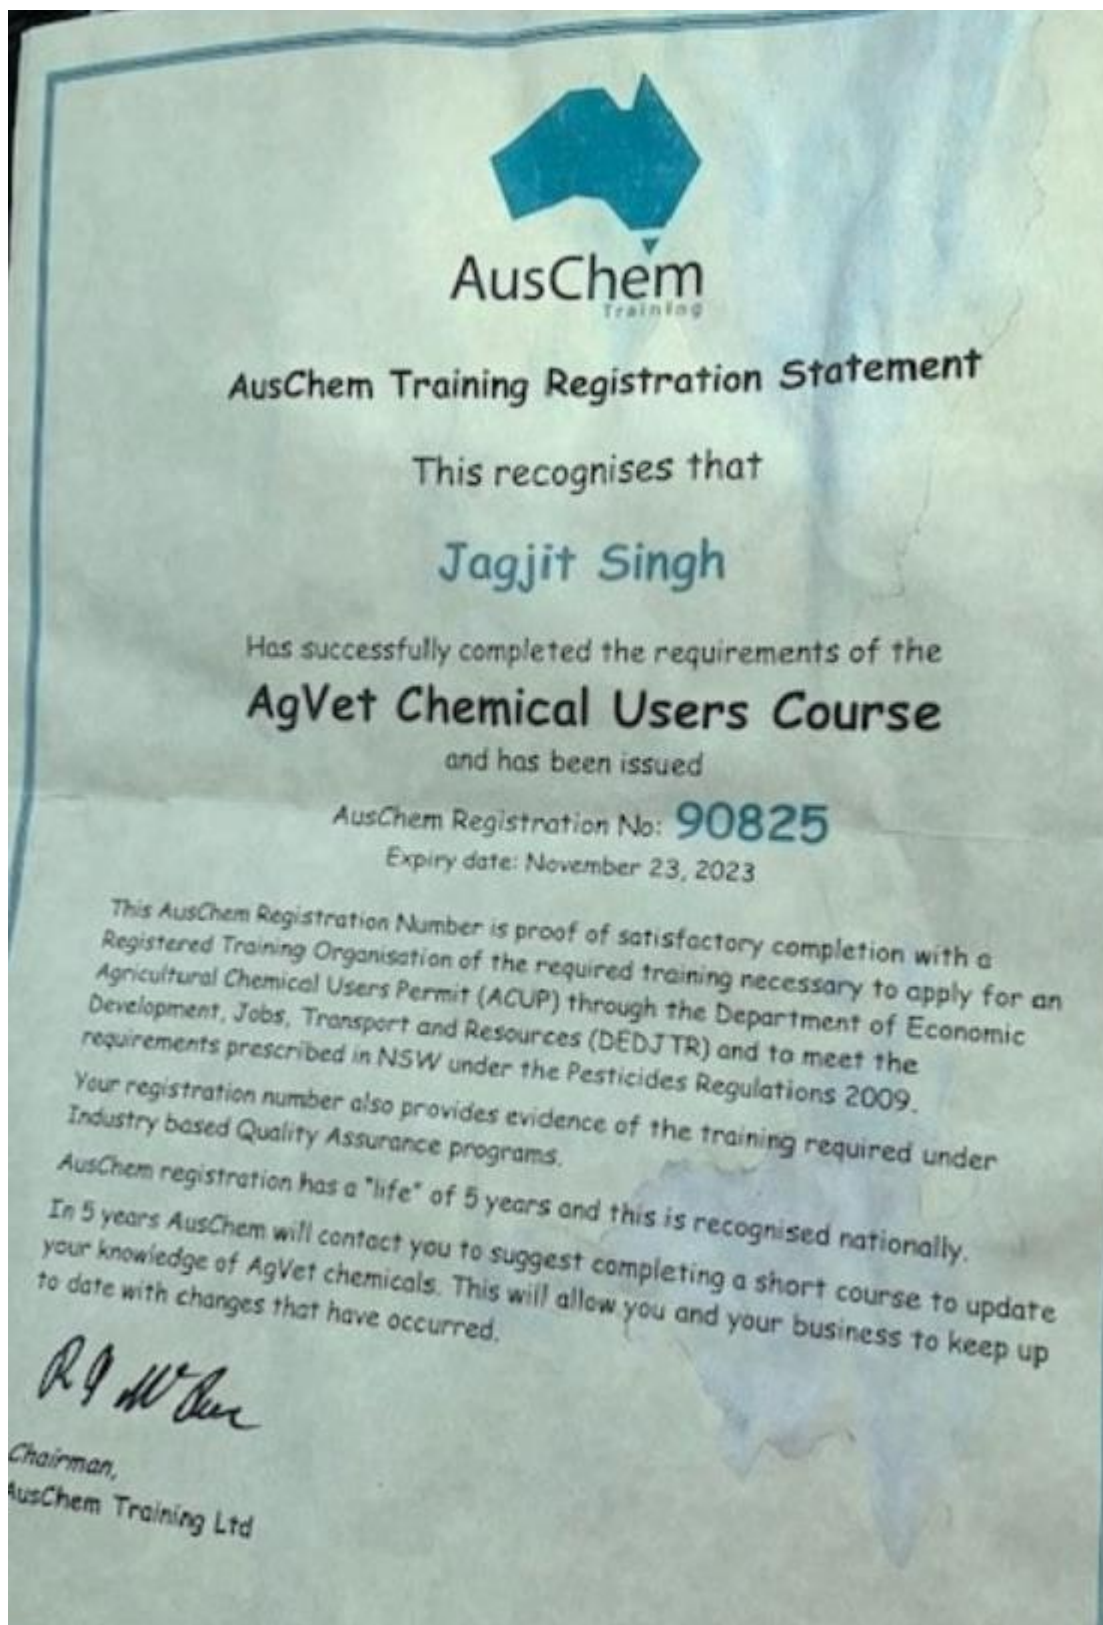 AusChem
Training
AusChem Training Registration Statement
This recognises that
Jagjit Singh
Has successfully completed the requirements of the
AgVet Chemical Users Course
and has been issued
AusChem Registration No: 90825
Expiry date: November 23, 2023
This AusChem Registration Number is proof of satisfactory completion with a
Registered Training Organisation of the required training necessary to apply for an
Agricultural Chemical Users Permit (ACUP) through the Department of Economic
Development, Jobs, Transport and Resources (DEDJTR) and to meet the
requirements prescribed in NSW under the Pesticides Regulations 2009.
Your registration number also provides evidence of the training required under
Industry based Quality Assurance programs.
AusChem registration has a "life" of 5 years and this is recognised nationally.
In 5 years AusChem will contact you to suggest completing a short course to update
your knowledge of AgVet chemicals. This will allow you and your business to keep up
to date with changes that have occurred.
Chairman,
AusChem Training Ltd